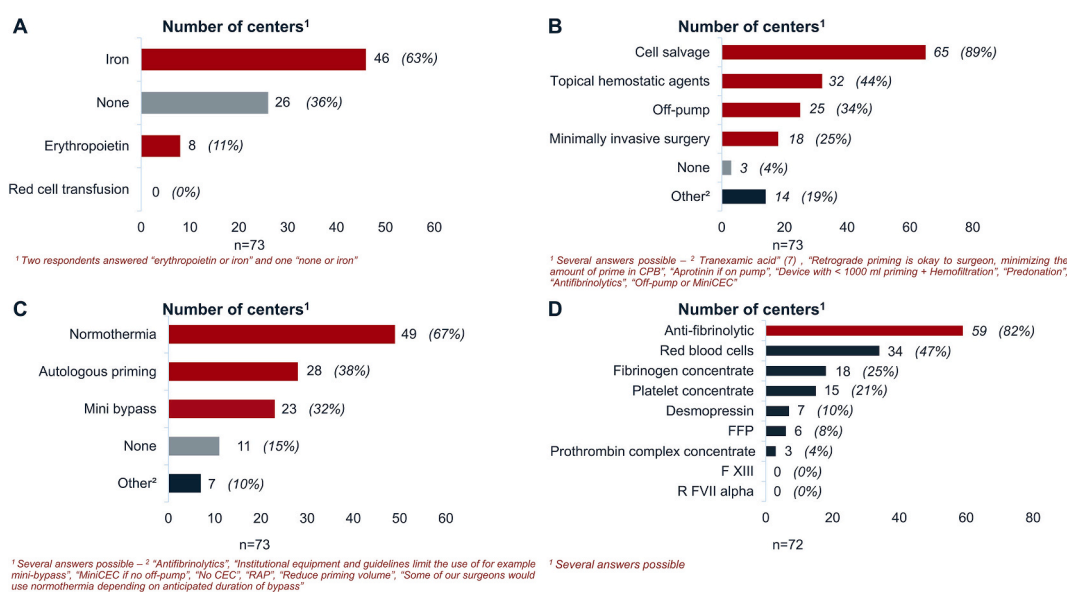 A
Number of centers¹
Iron 46 (63%)
None 26 (36%)
Erythropoietin 8 (11%)
Red cell transfusion 0 (0%)
0 10 20 30 40 50 60
n=73
¹ Two respondents answered “erythropoietin or iron” and one “none or iron”
B
Number of centers¹
Cell salvage 65 (89%)
Topical hemostatic agents 32 (44%)
Off-pump 25 (34%)
Minimally invasive surgery 18 (25%)
None 3 (4%)
Other² 14 (19%)
0 20 40 60 80
n=73
¹ Several answers possible – ² Tranexamic acid” (7) , “Retrograde priming is okay to surgeon, minimizing the
amount of prime in CPB”, “Aprotinin if on pump”, “Device with < 1000 ml priming + Hemofiltration”, “Predonation”,
“Antifibrinolytics”, “Off-pump or MiniCEC”
C
Number of centers¹
Normothermia 49 (67%)
Autologous priming 28 (38%)
Mini bypass 23 (32%)
None 11 (15%)
Other² 7 (10%)
0 10 20 30 40 50 60
n=73
¹ Several answers possible – ² “Antifibrinolytics”, “Institutional equipment and guidelines limit the use of for example
mini-bypass”, “MiniCEC if no off-pump”, “No CEC”, “RAP”, “Reduce priming volume”, “Some of our surgeons would
use normothermia depending on anticipated duration of bypass”
D
Number of centers¹
Anti-fibrinolytic 59 (82%)
Red blood cells 34 (47%)
Fibrinogen concentrate 18 (25%)
Platelet concentrate 15 (21%)
Desmopressin 7 (10%)
FFP 6 (8%)
Prothrombin complex concentrate 3 (4%)
F XIII 0 (0%)
R FVII alpha 0 (0%)
0 20 40 60 80
n=72
¹ Several answers possible